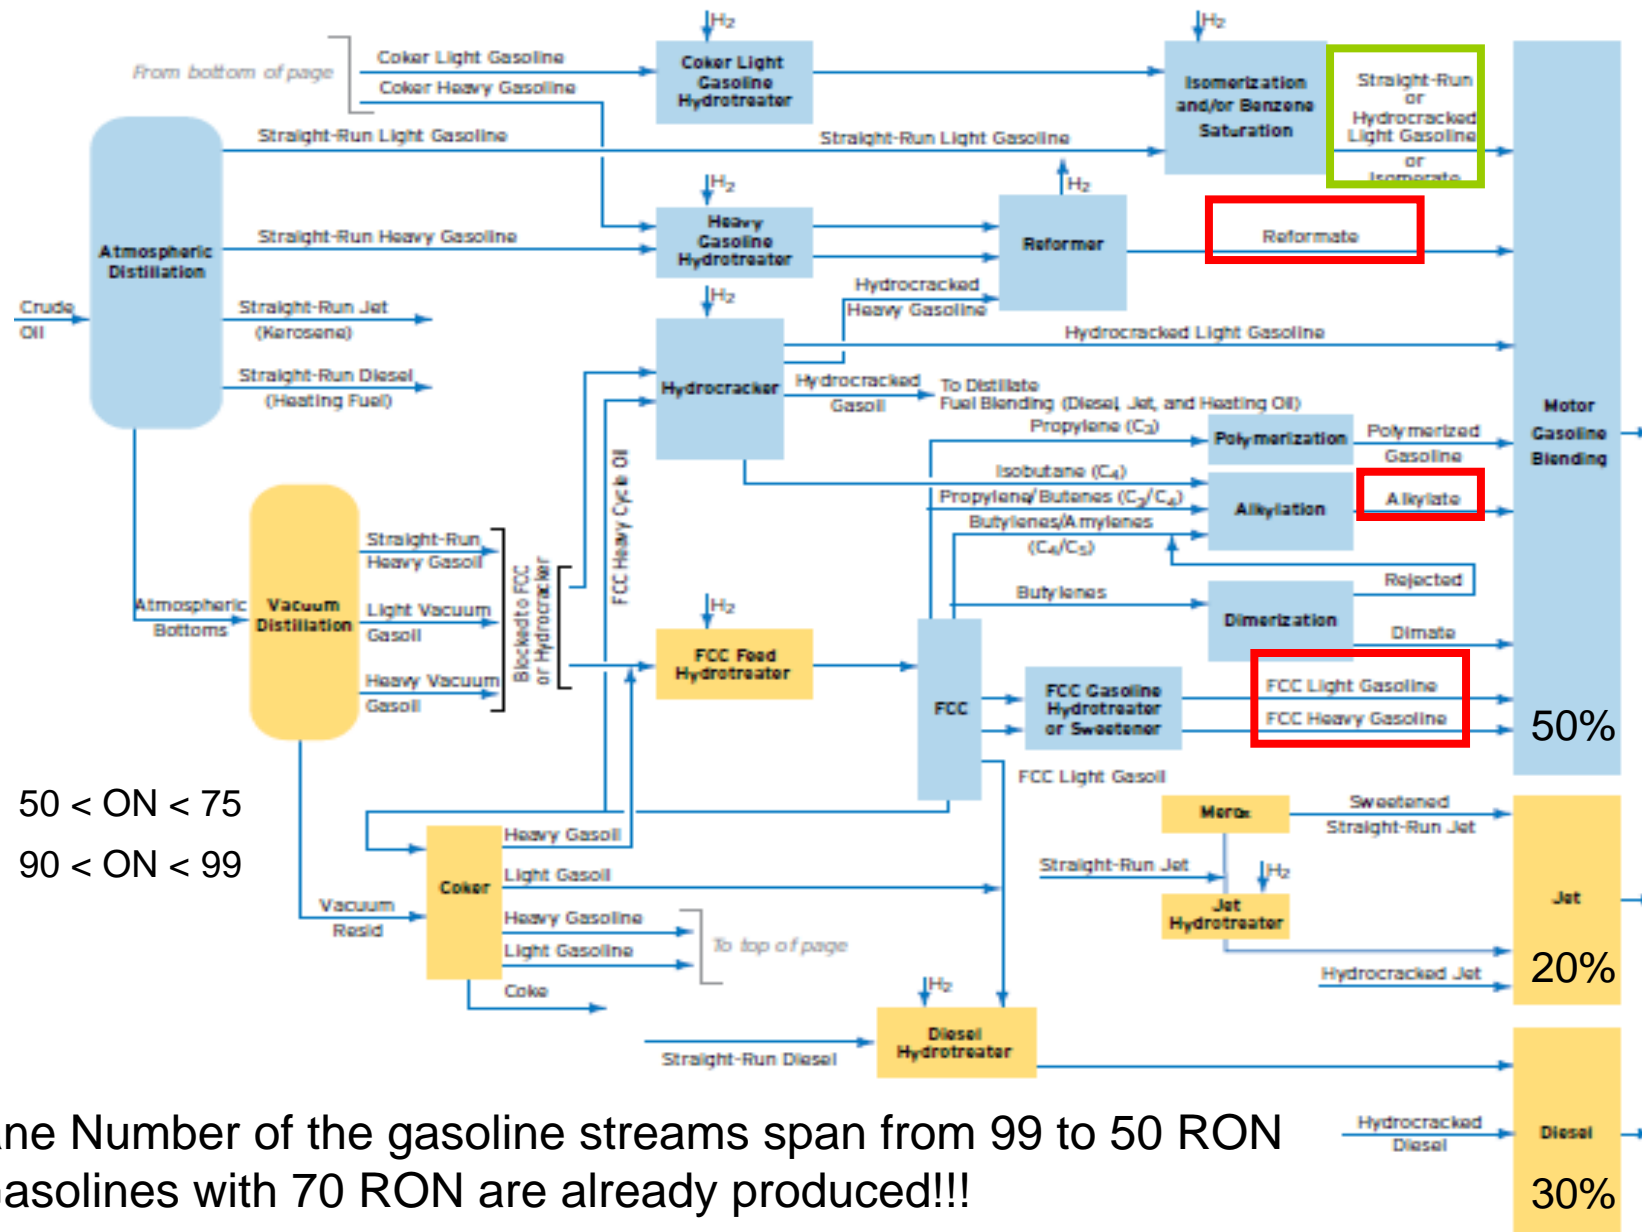 H2
H2
From bottom of page
Coker Light Gasoline
Coker Heavy Gasoline
Coker Light
Gasoline
Hydrotreater
Isomerization
and/or Benzene
Saturation
Straight-Run
or
Hydrocracked
Light Gasoline
or
Isomerate
Straight-Run Light Gasoline
Straight-Run Light Gasoline
H2
H2
Atmospheric
Distillation
Straight-Run Heavy Gasoline
Heavy
Gasoline
Hydrotreater
Reformer
Reformate
Crude
Oil
Straight-Run Jet
(Kerosene)
H2
Hydrocracked
Heavy Gasoline
Hydrocracked Light Gasoline
Straight-Run Diesel
(Heating Fuel)
Hydrocracker
Hydrocracked
Gasoil
To Distillate
Fuel Blending (Diesel, Jet, and Heating Oil)
Motor
Gasoline
Blending
50%
Propylene (C3)
Polymerization
Polymerized
Gasoline
Isobutane (C4)
Propylene/Butenes (C3/C4)
Butylenes/Amylenes
(C4/C5)
Alkylation
Alkylate
Rejected
Butylenes
Dimerization
Dimate
FCC Heavy Cycle Oil
Straight-Run
Heavy Gasoil
Light Vacuum
Gasoil
Heavy Vacuum
Gasoil
Blocked to FCC
or Hydrocracker
Atmospheric
Bottoms
Vacuum
Distillation
H2
FCC Feed
Hydrotreater
FCC
FCC Gasoline
Hydrotreater
or Sweetener
FCC Light Gasoline
FCC Heavy Gasoline
FCC Light Gasoil
50 < ON < 75
90 < ON < 99
Vacuum
Resid
Coker
Heavy Gasoil
Light Gasoil
Heavy Gasoline
Light Gasoline
Coke
To top of page
Merox
Sweetened
Straight-Run Jet
Straight-Run Jet
H2
Jet
Hydrotreater
Hydrocracked Jet
Jet
20%
H2
Straight-Run Diesel
Diesel
Hydrotreater
Hydrocracked
Diesel
Diesel
30%
ane Number of the gasoline streams span from 99 to 50 RON
asolines with 70 RON are already produced!!!